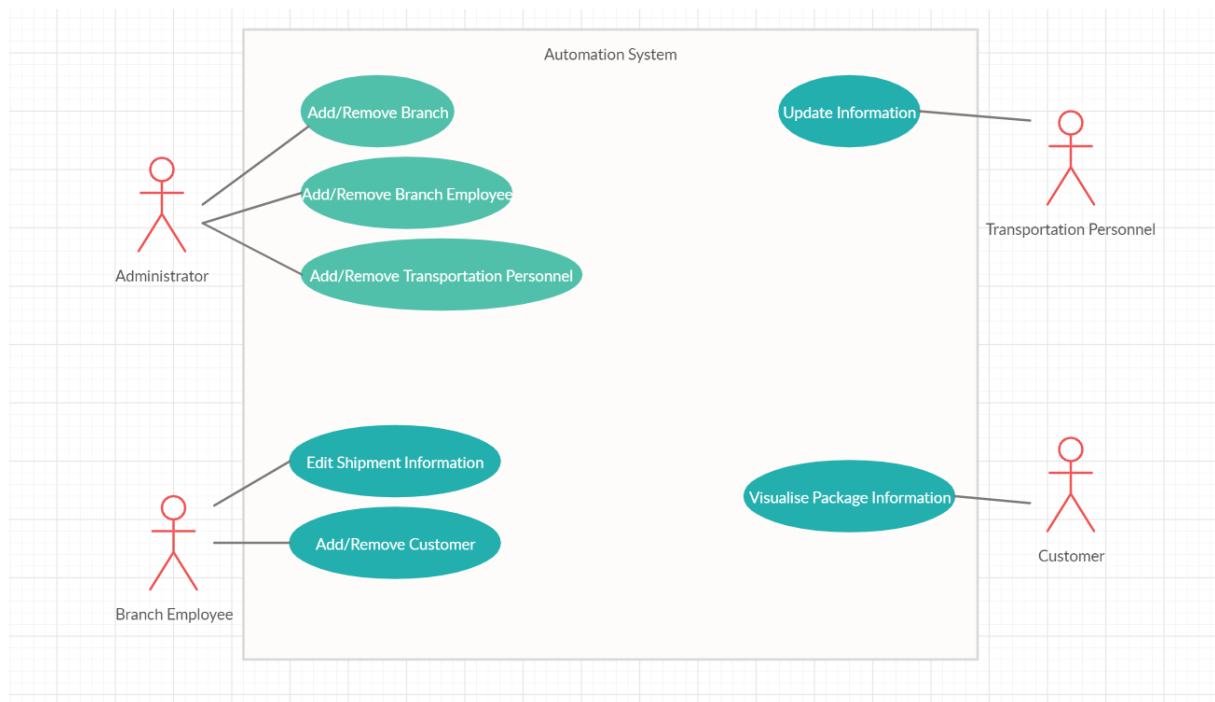 Automation System
Add/Remove Branch
Update Information
Add/Remove Branch Employee
Transportation Personnel
Add/Remove Transportation Personnel
Administrator
Edit Shipment Information
Visualise Package Information
Add/Remove Customer
Customer
Branch Employee